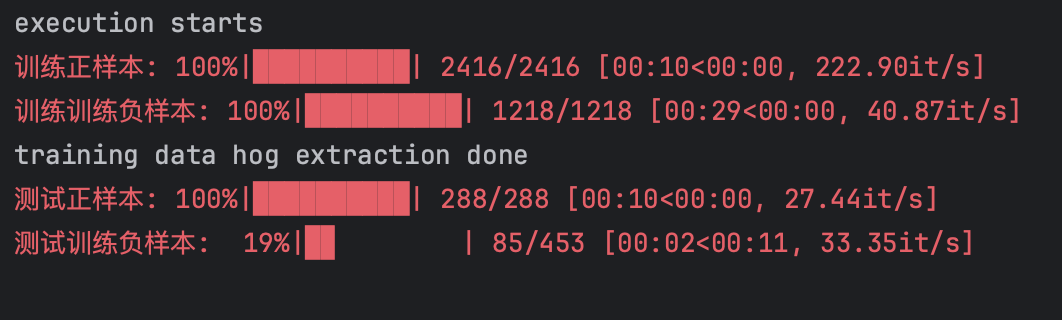 execution starts
训练正样本: 100%|██████████| 2416/2416 [00:10<00:00, 222.90it/s]
训练训练负样本: 100%|██████████| 1218/1218 [00:29<00:00, 40.87it/s]
training data hog extraction done
测试正样本: 100%|██████████| 288/288 [00:10<00:00, 27.44it/s]
测试训练负样本:  19%|██        | 85/453 [00:02<00:11, 33.35it/s]